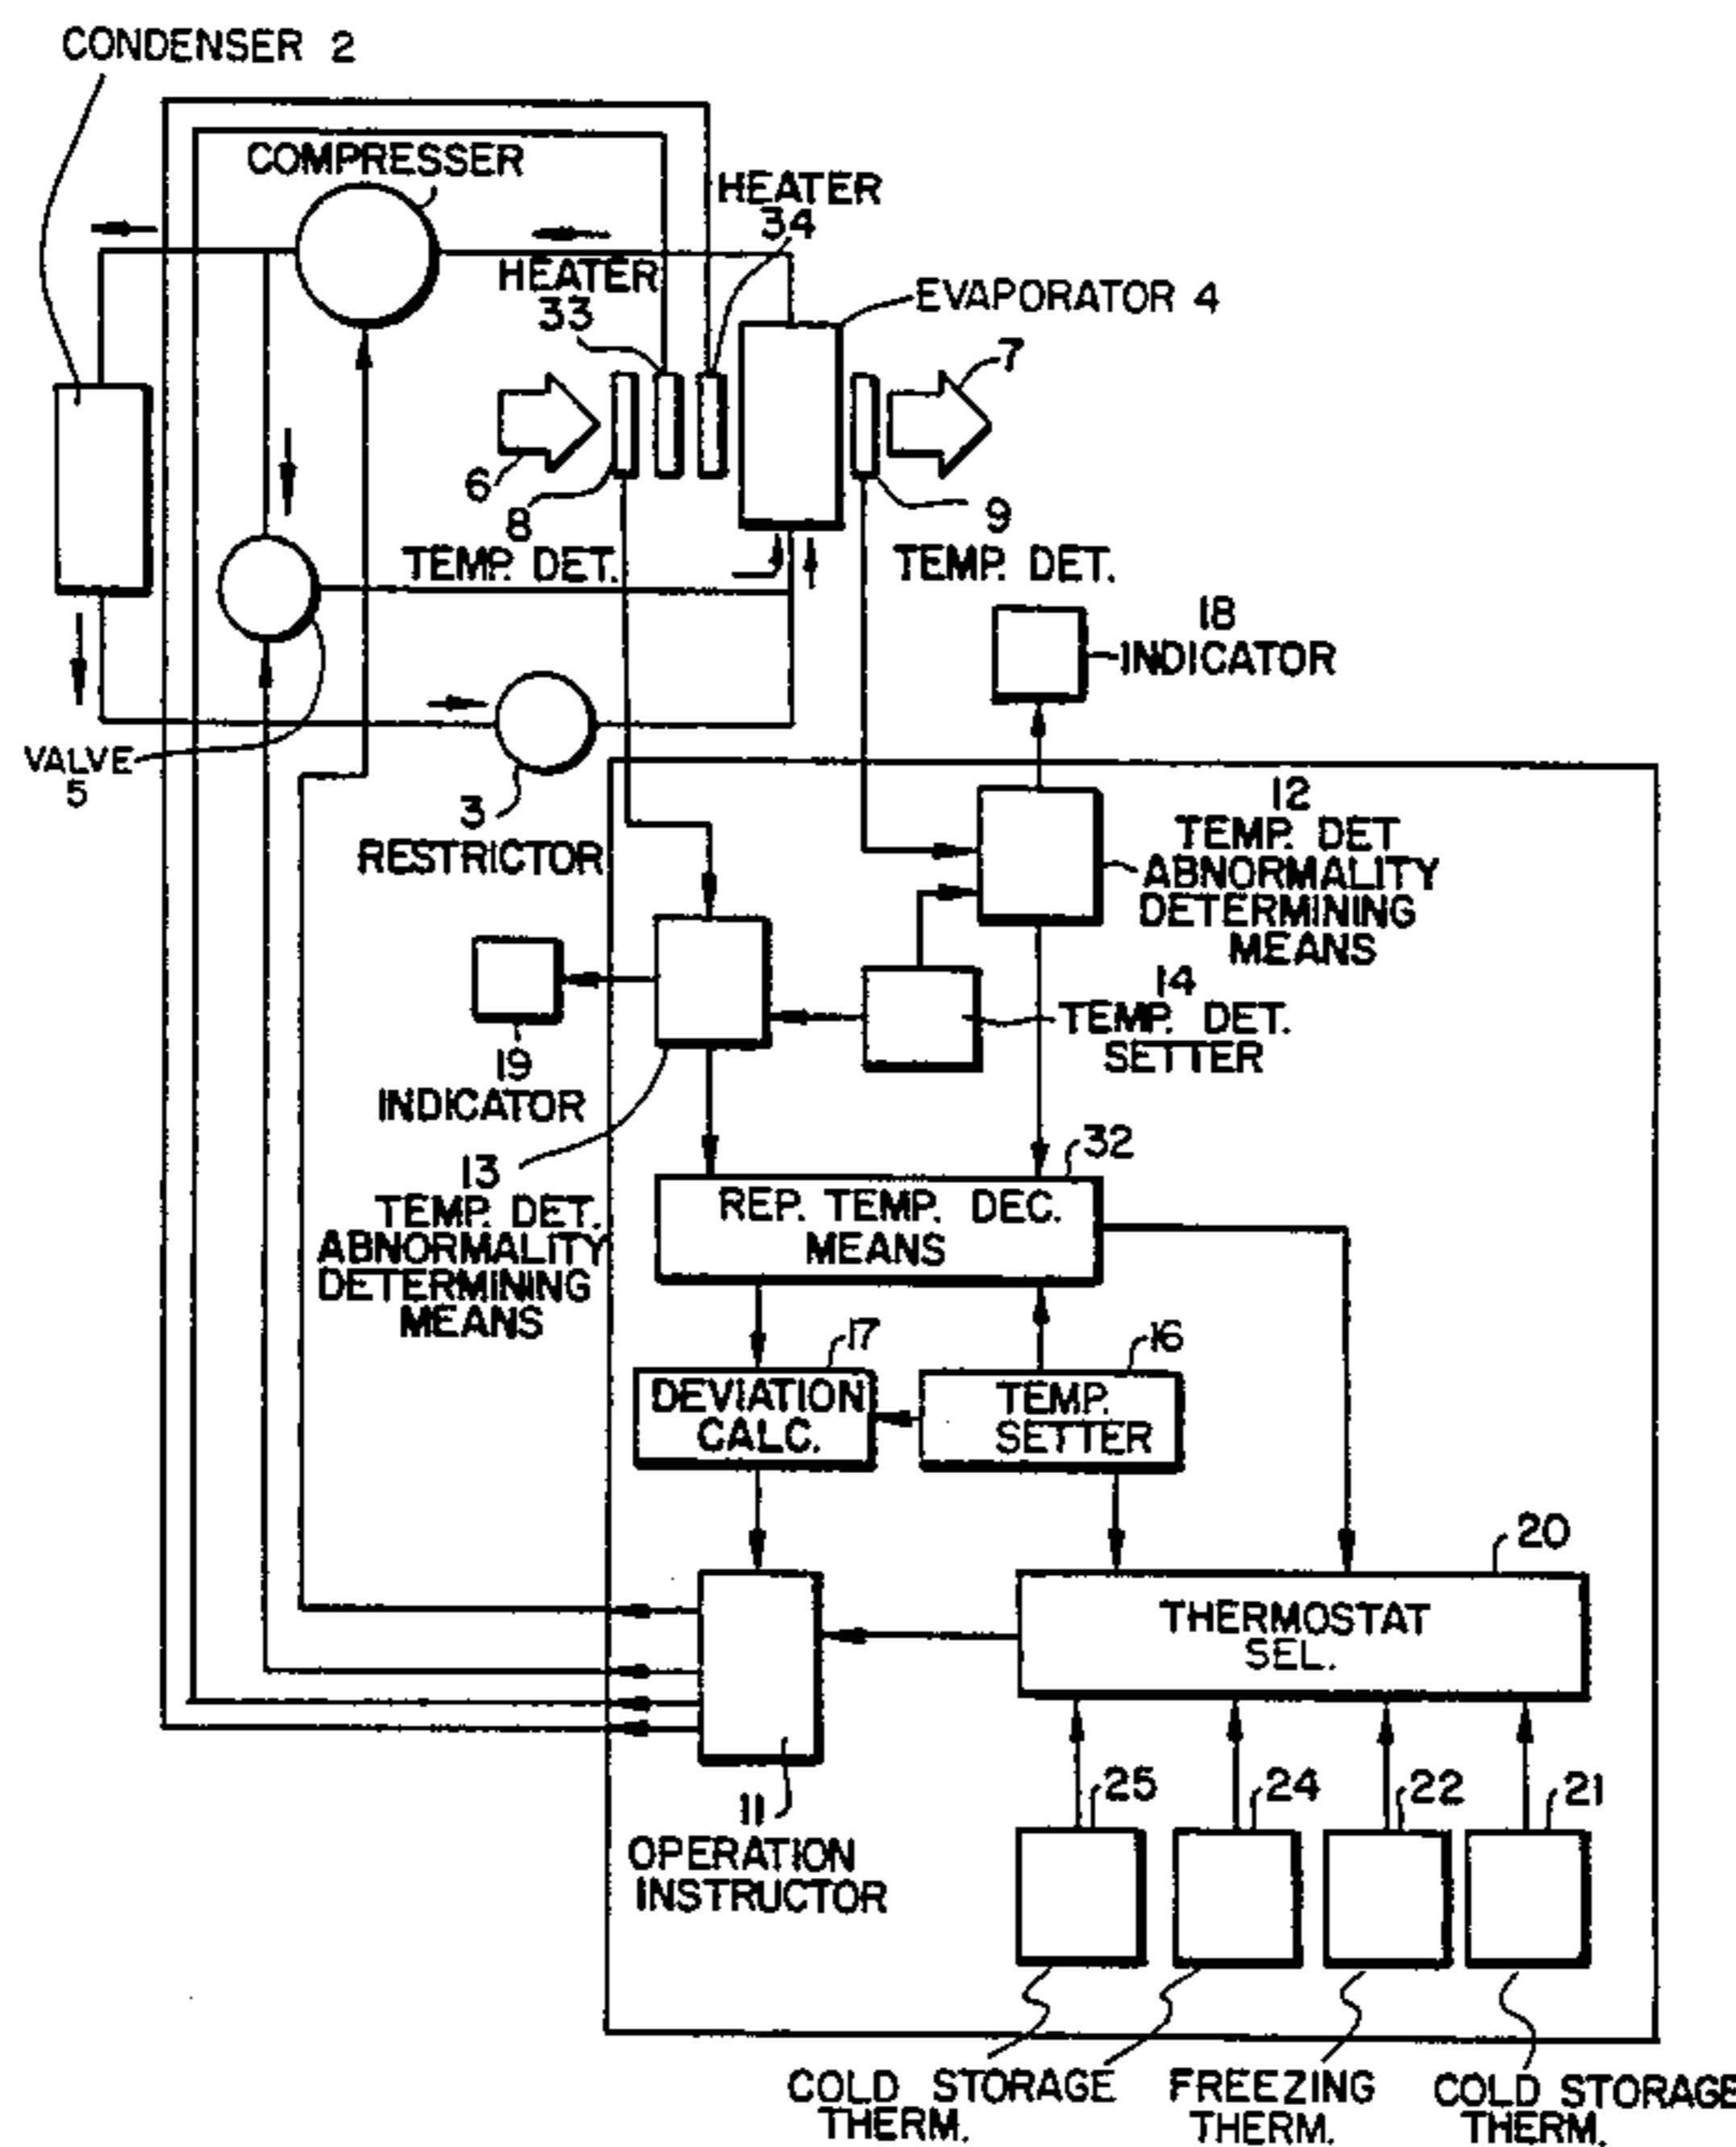 CONDENSER 2
COMPRESSER
HEATER
34
HEATER
33
EVAPORATOR 4
7
6
8
TEMP. DET.
9
TEMP. DET.
18
INDICATOR
VALVE
5
3
RESTRICTOR
12
TEMP. DET
ABNORMALITY
DETERMINING
MEANS
14
TEMP. DET.
SETTER
19
INDICATOR
13
TEMP. DET.
ABNORMALITY
DETERMINING
MEANS
32
REP. TEMP. DEC.
MEANS
17
DEVIATION
CALC.
16
TEMP.
SETTER
20
THERMOSTAT
SEL.
11
OPERATION
INSTRUCTOR
25
24
22
21
COLD STORAGE
THERM.
FREEZING
THERM.
COLD STORAGE
THERM.